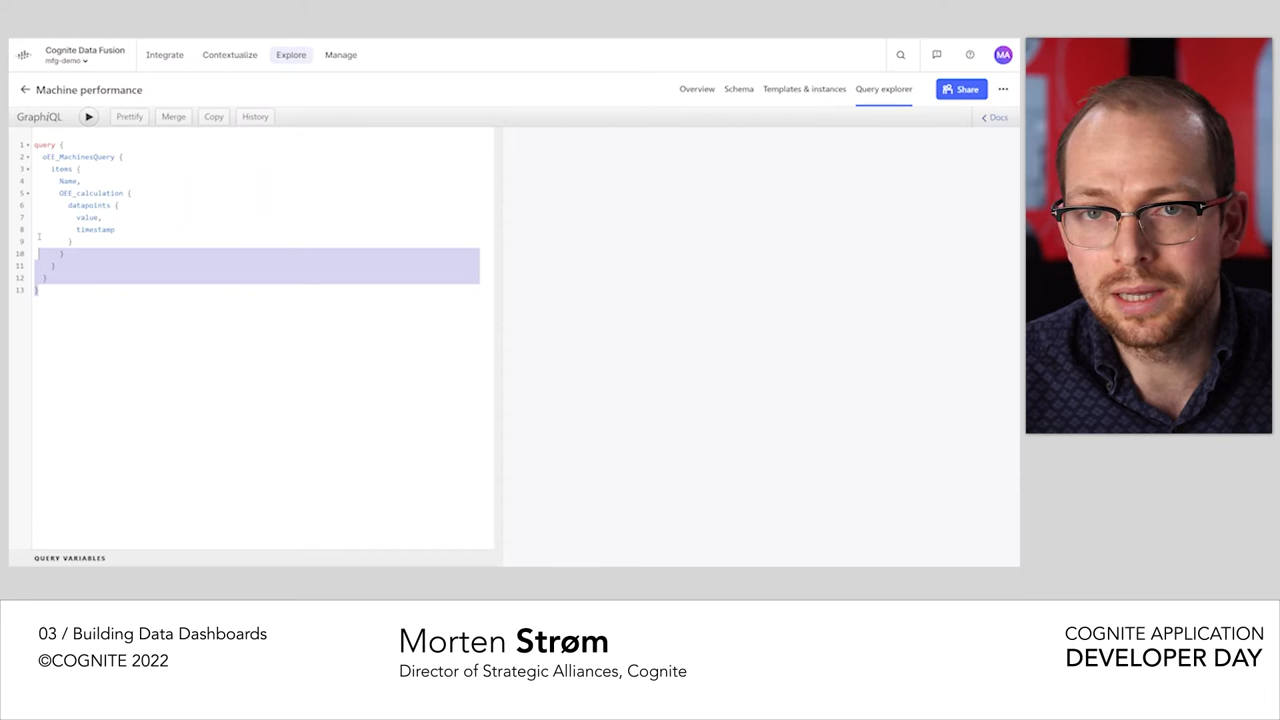 Cognite Data Fusion
mfg-demo
Integrate
Contextualize
Explore
Manage
MA
Machine performance
Overview
Schema
Templates & instances
Query explorer
Share
GraphiQL
Prettify
Merge
Copy
History
Docs
1 query {
2 oEE_MachinesQuery {
3 items {
4 Name,
5 OEE_calculation {
6 datapoints {
7 value,
8 timestamp
9 }
10 }
11 }
12 }
13 }
QUERY VARIABLES
03 / Building Data Dashboards
©COGNITE 2022
Morten Strøm
Director of Strategic Alliances, Cognite
COGNITE APPLICATION
DEVELOPER DAY